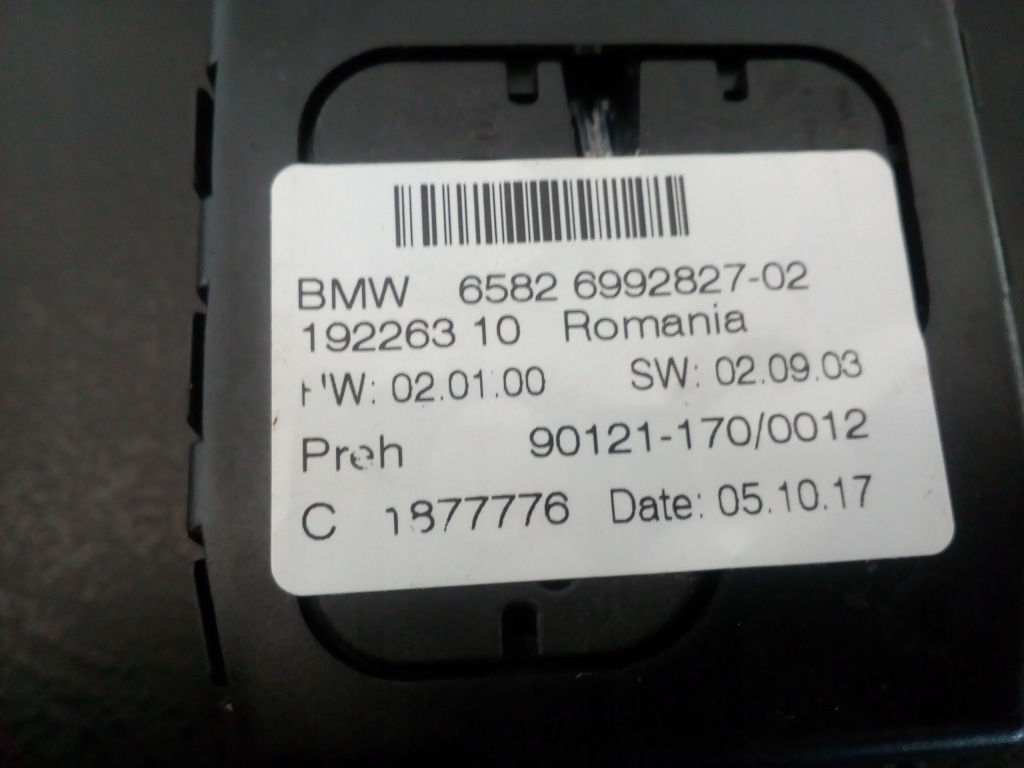 BMW 6582 6992827-02
192263 10 Romania
HW: 02.01.00 SW: 02.09.03
Preh 90121-170/0012
C 1877776 Date: 05.10.17